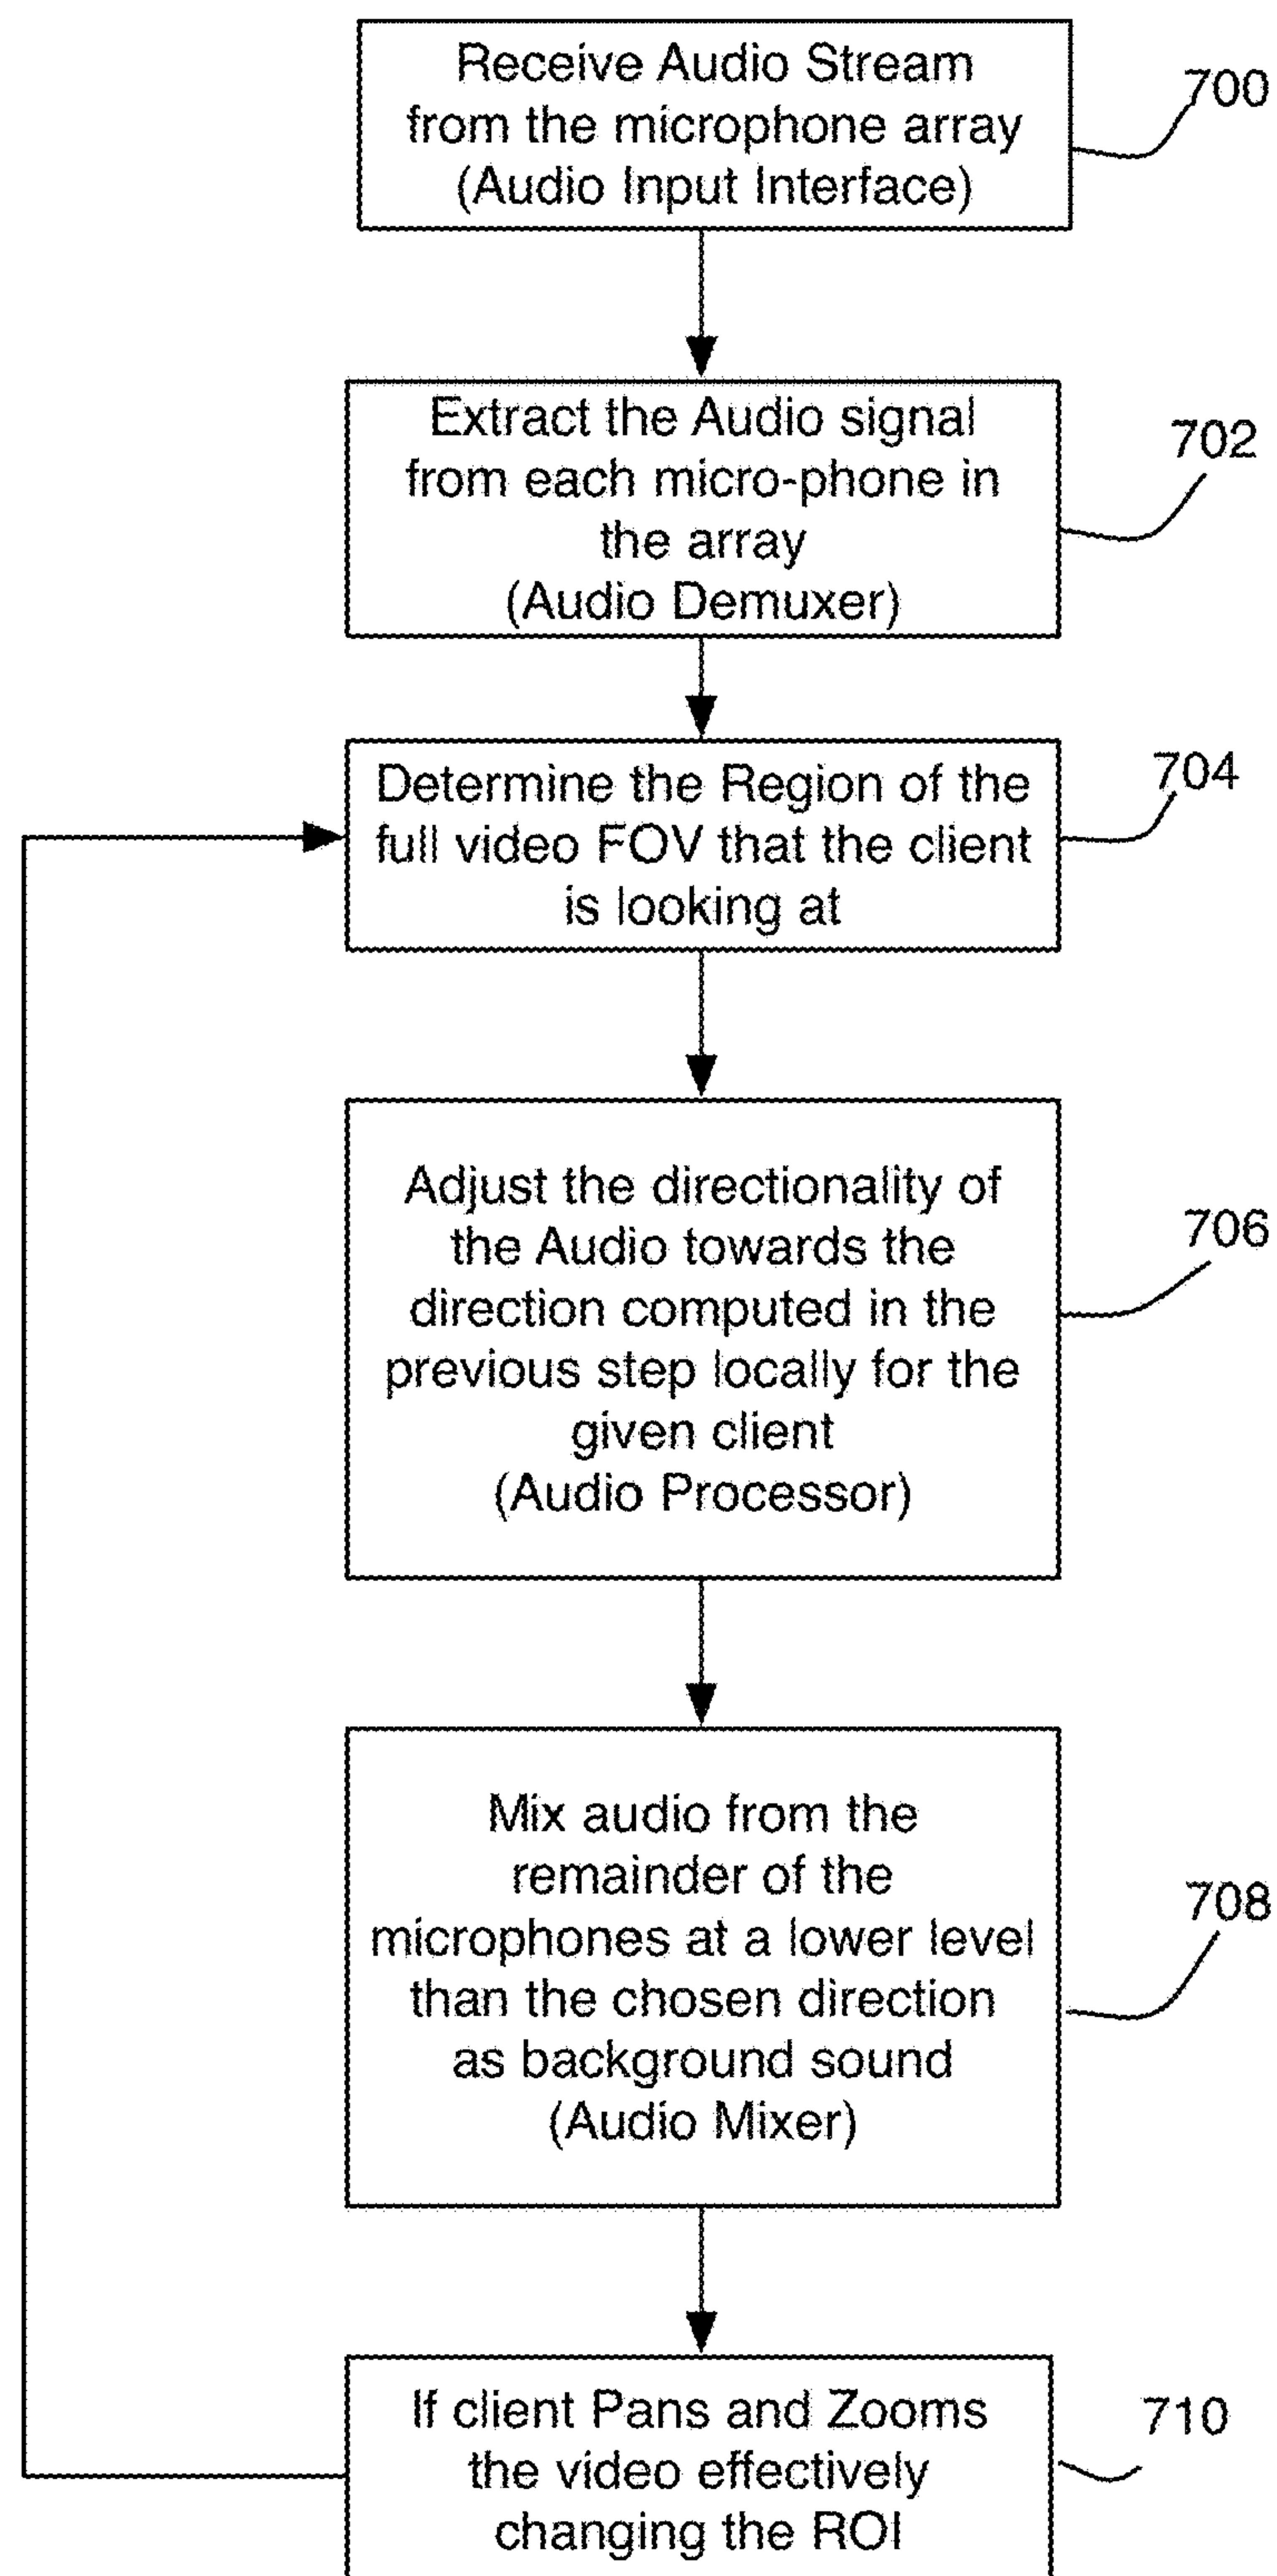 Receive Audio Stream
from the microphone array
(Audio Input Interface)
700
Extract the Audio signal
from each micro-phone in
the array
(Audio Demuxer)
702
Determine the Region of the
full video FOV that the client
is looking at
704
Adjust the directionality of
the Audio towards the
direction computed in the
previous step locally for the
given client
(Audio Processor)
706
Mix audio from the
remainder of the
microphones at a lower level
than the chosen direction
as background sound
(Audio Mixer)
708
If client Pans and Zooms
the video effectively
changing the ROI
710